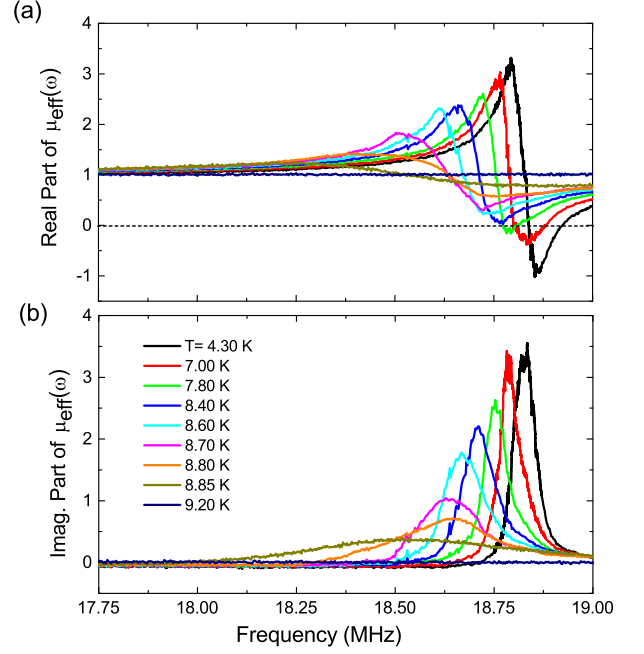 (a)
Real Part of μeff(ω)
4
3
2
1
0
-1
(b)
Imag. Part of μeff(ω)
4
3
2
1
0
T= 4.30 K
7.00 K
7.80 K
8.40 K
8.60 K
8.70 K
8.80 K
8.85 K
9.20 K
17.75 18.00 18.25 18.50 18.75 19.00
Frequency (MHz)